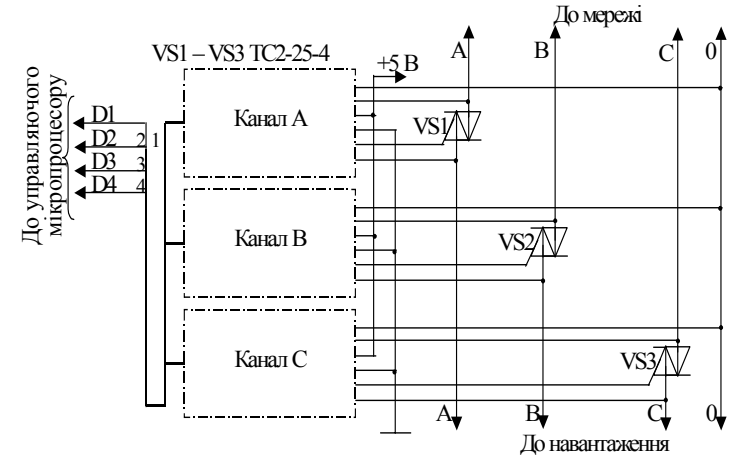 До мережі
VS1 – VS3 ТС2-25-4
+5 В
А
В
С
0
До управляючого
мікропроцесору
D1
D2
D3
D4
2 1
3
4
Канал А
VS1
Канал В
VS2
Канал С
VS3
А
В
С
0
До навантаження